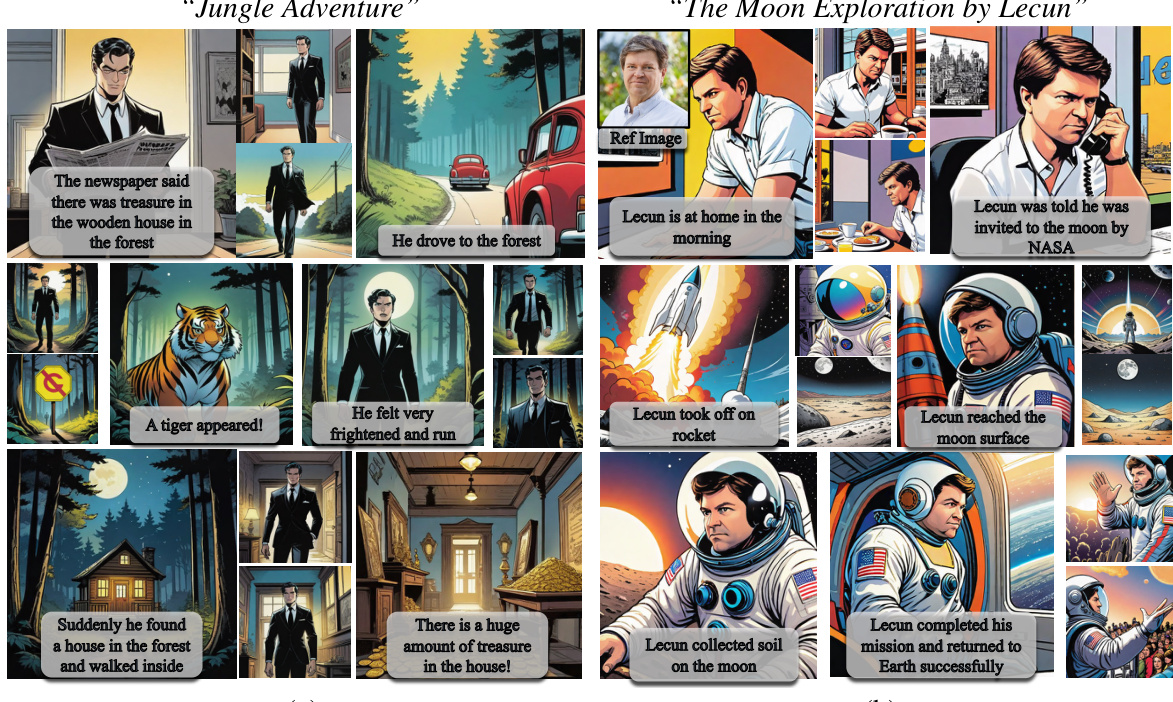 “Jungle Adventure”
The newspaper said
there was treasure in
the wooden house in
the forest
He drove to the forest
A tiger appeared!
He felt very
frightened and run
Suddenly he found
a house in the forest
and walked inside
There is a huge
amount of treasure
in the house!
“The Moon Exploration by Lecun”
Ref Image
Lecun is at home in the
morning
Lecun was told he was
invited to the moon by
NASA
Lecun took off on
rocket
Lecun reached the
moon surface
Lecun collected soil
on the moon
Lecun completed his
mission and returned to
Earth successfully